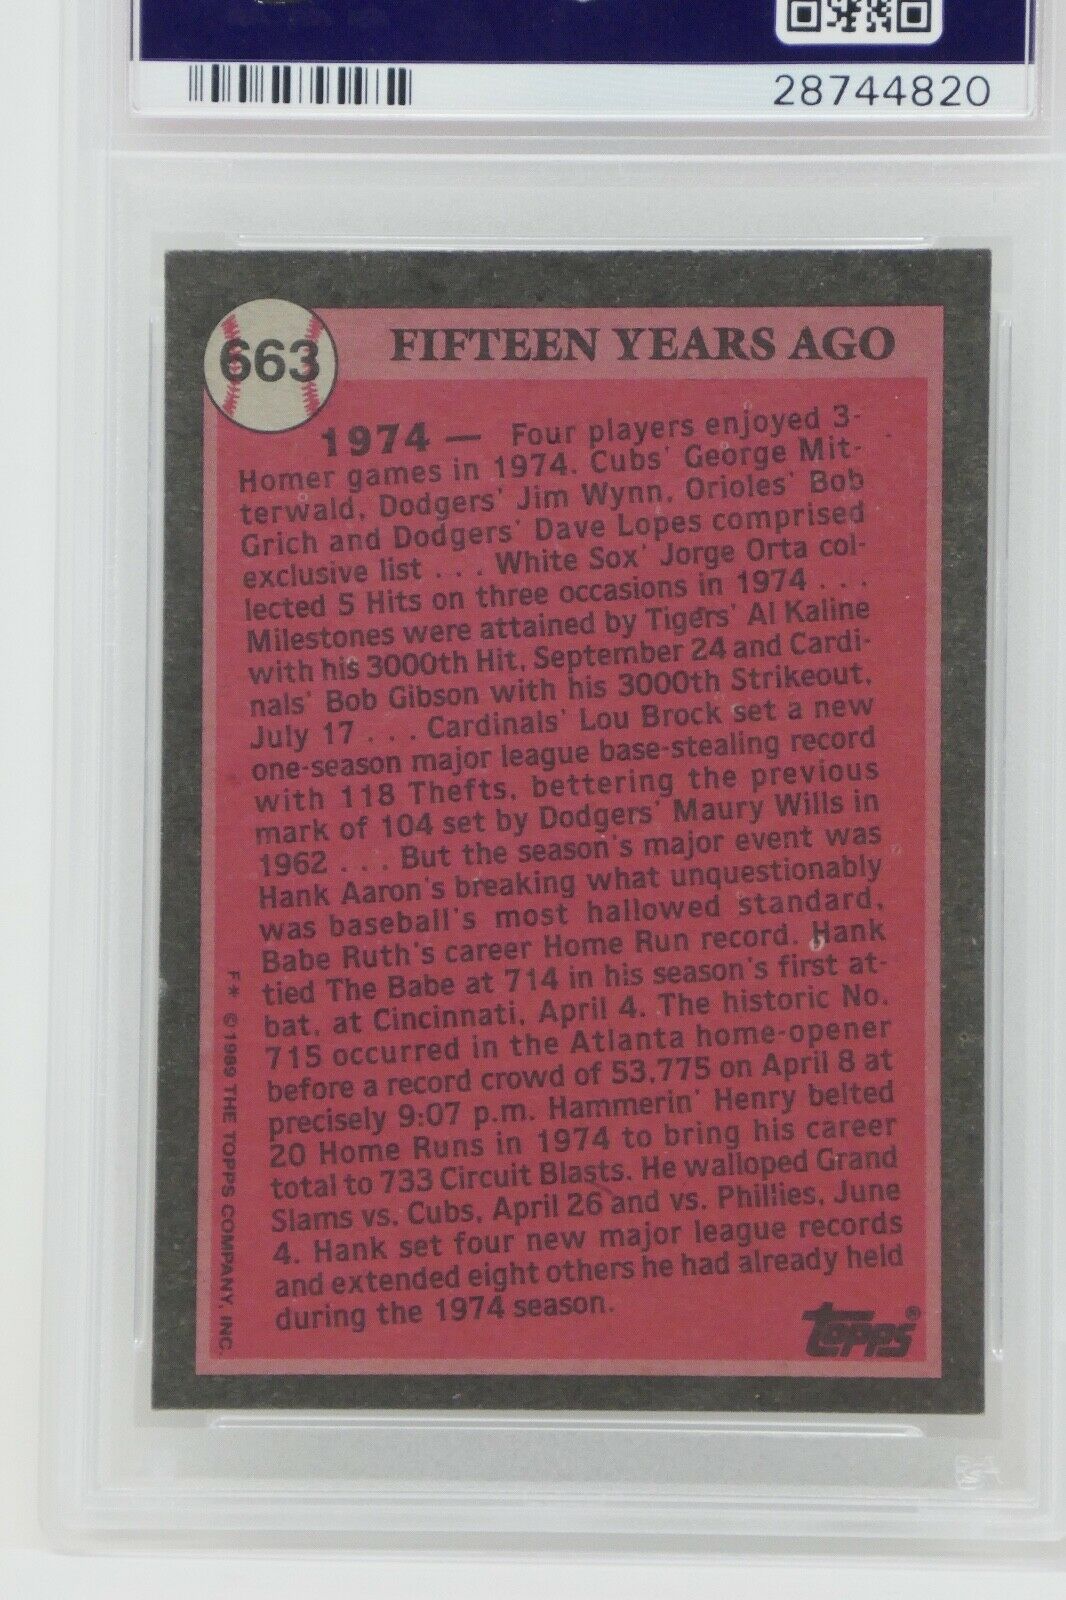 28744820
663
FIFTEEN YEARS AGO
1974 — Four players enjoyed 3-
Homer games in 1974. Cubs' George Mit-
terwald, Dodgers' Jim Wynn, Orioles' Bob
Grich and Dodgers' Dave Lopes comprised
exclusive list . . . White Sox' Jorge Orta col-
lected 5 Hits on three occasions in 1974 . . .
Milestones were attained by Tigers' Al Kaline
with his 3000th Hit, September 24 and Cardi-
nals' Bob Gibson with his 3000th Strikeout,
July 17 . . . Cardinals' Lou Brock set a new
one-season major league base-stealing record
with 118 Thefts, bettering the previous
mark of 104 set by Dodgers' Maury Wills in
1962 . . . But the season's major event was
Hank Aaron's breaking what unquestionably
was baseball's most hallowed standard,
Babe Ruth's career Home Run record. Hank
tied The Babe at 714 in his season's first at-
bat, at Cincinnati, April 4. The historic No.
715 occurred in the Atlanta home-opener
before a record crowd of 53,775 on April 8 at
precisely 9:07 p.m. Hammerin' Henry belted
20 Home Runs in 1974 to bring his career
total to 733 Circuit Blasts. He walloped Grand
Slams vs. Cubs, April 26 and vs. Phillies, June
4. Hank set four new major league records
and extended eight others he had already held
during the 1974 season.
F* © 1989 THE TOPPS COMPANY, INC.
Topps®